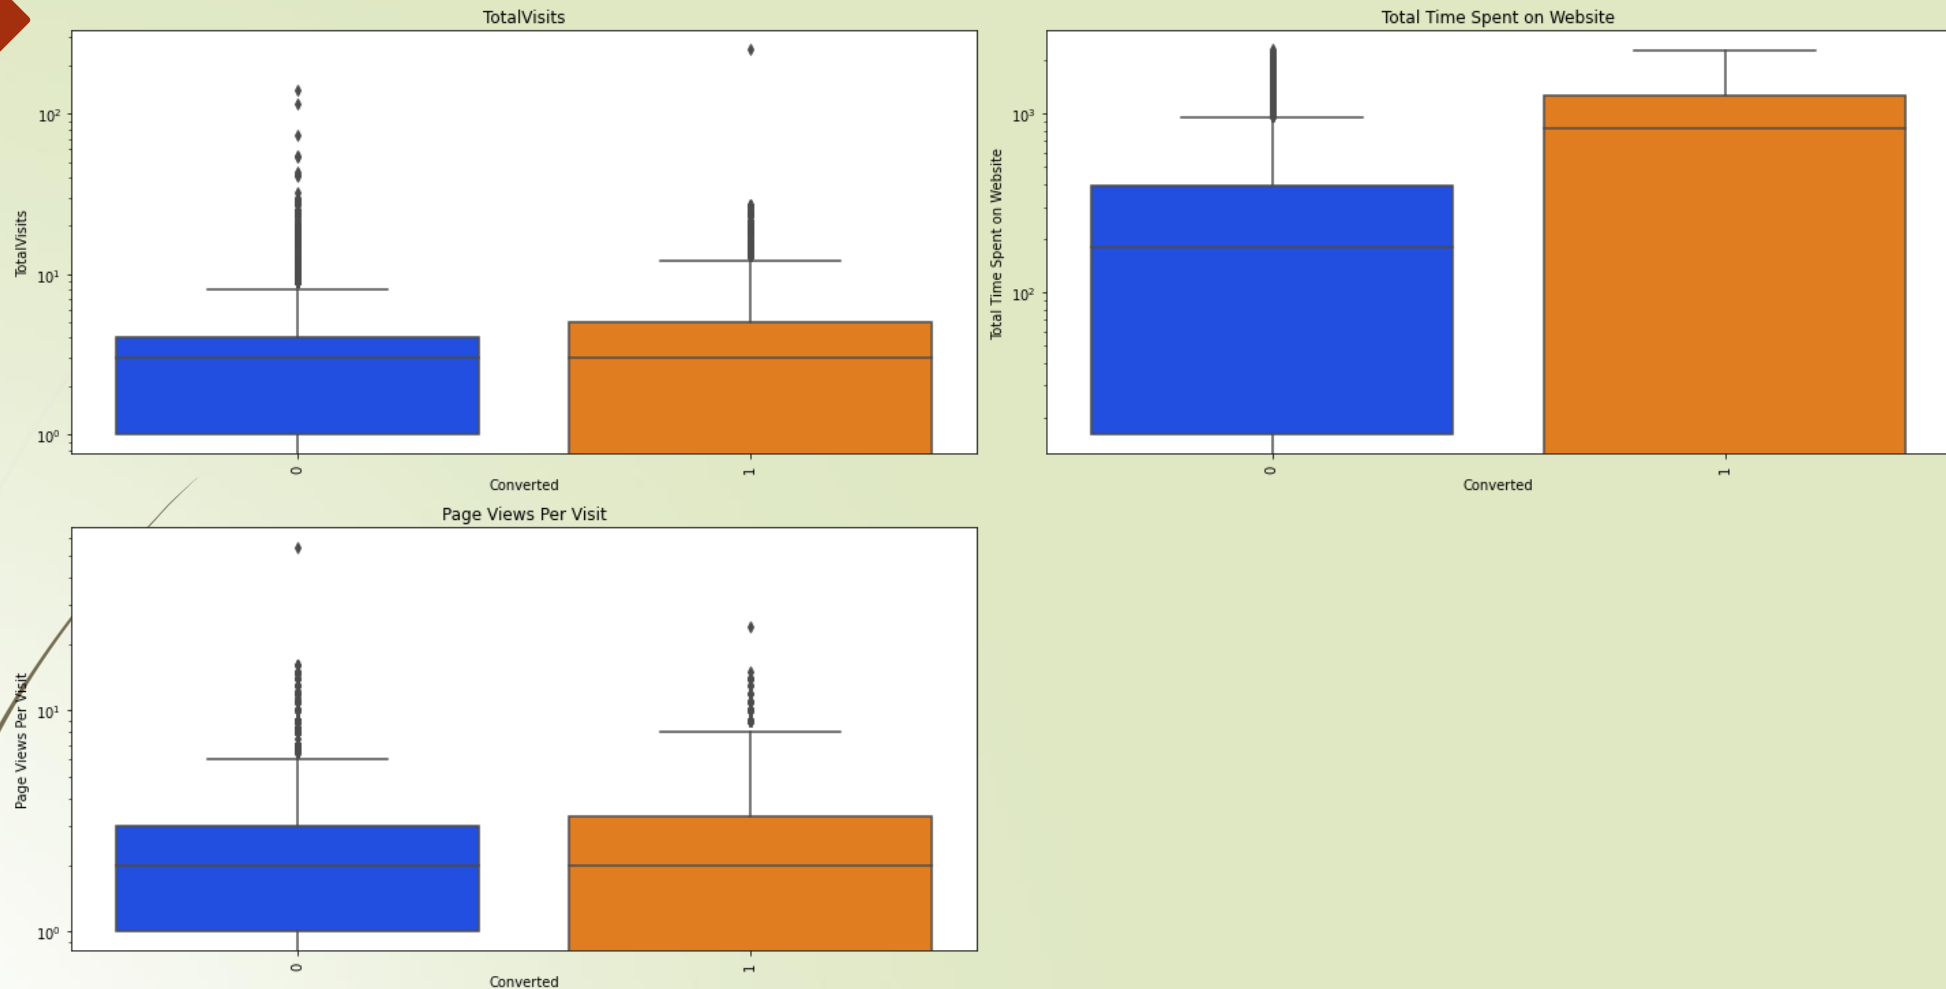 TotalVisits
TotalVisits
10²
10¹
10⁰
0
1
Converted
Total Time Spent on Website
Total Time Spent on Website
10³
10²
0
1
Converted
Page Views Per Visit
Page Views Per Visit
10¹
10⁰
0
1
Converted